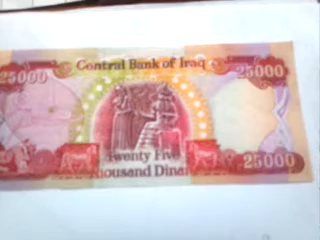 Central Bank of Iraq
25000 25000
Twenty Five
Thousand Dinars
25000